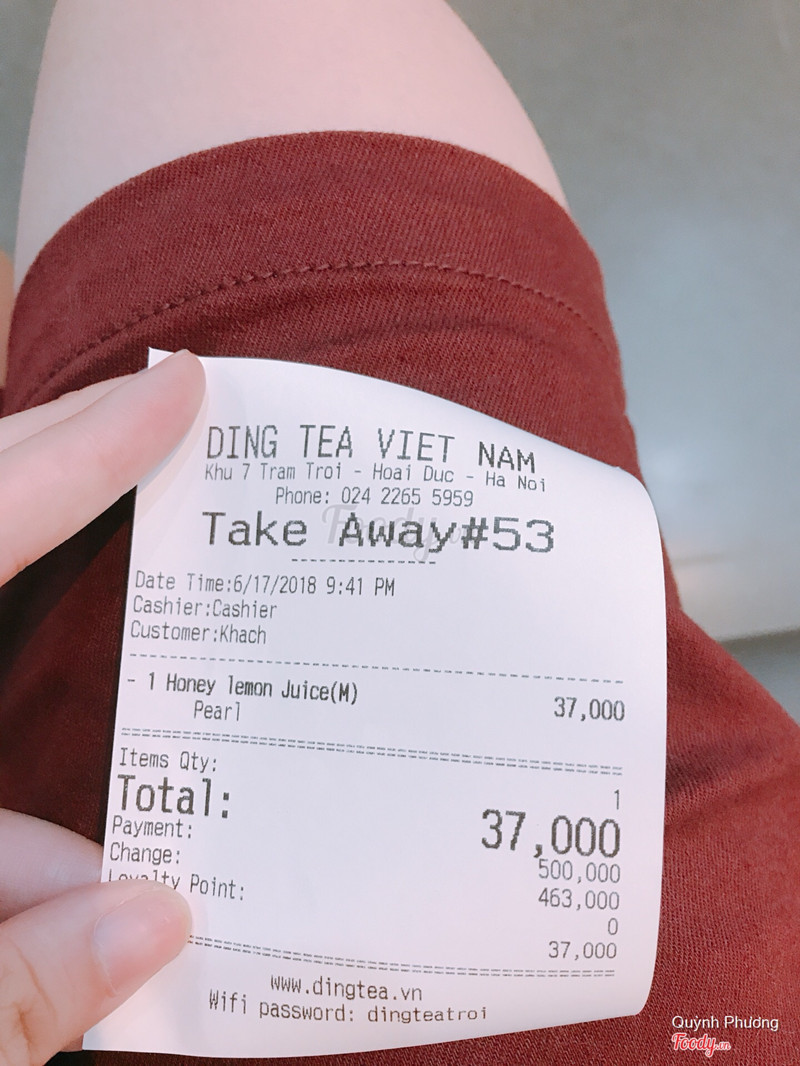 DING TEA VIET NAM
Khu 7 Tram Troi - Hoai Duc - Ha Noi
Phone: 024 2265 5959
Take Away#53
Date Time:6/17/2018 9:41 PM
Cashier:Cashier
Customer:Khach
- 1 Honey lemon Juice(M) 37,000
Pearl
Items Qty: 1
Total: 37,000
Payment: 500,000
Change: 463,000
Loyalty Point: 0
37,000
www.dingtea.vn
Wifi password: dingteatroi
Foody
Quỳnh Phương
Foody.vn